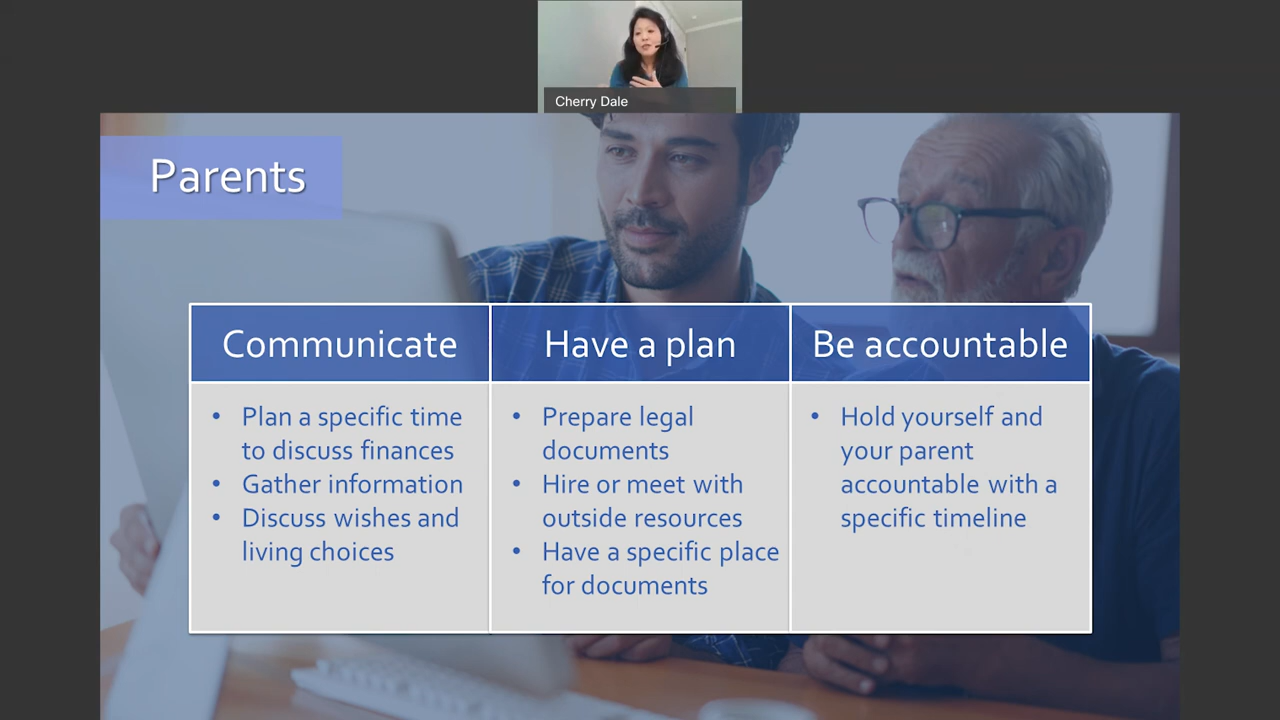 Cherry Dale
Parents
Communicate
Have a plan
Be accountable
• Plan a specific time
to discuss finances
• Gather information
• Discuss wishes and
living choices
• Prepare legal
documents
• Hire or meet with
outside resources
• Have a specific place
for documents
• Hold yourself and
your parent
accountable with a
specific timeline